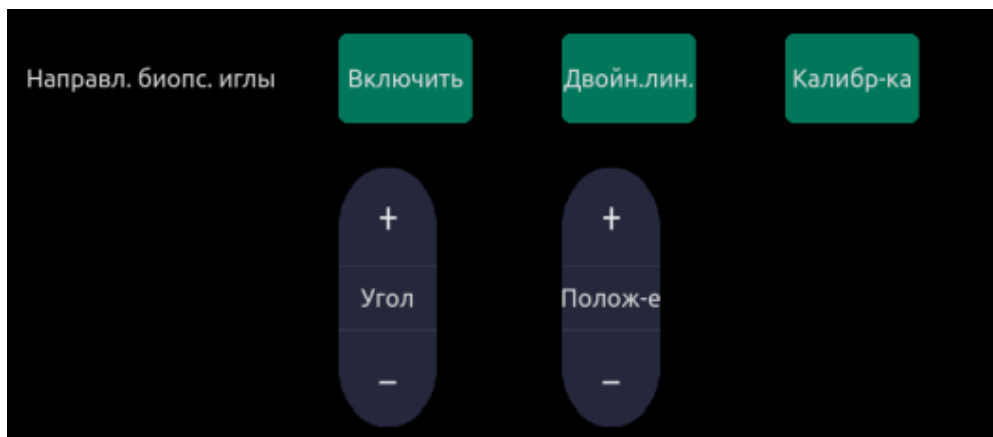 Направл. биопс. иглы Включить Двойн.лин. Калибр-ка
+ +
Угол Полож-е
− −